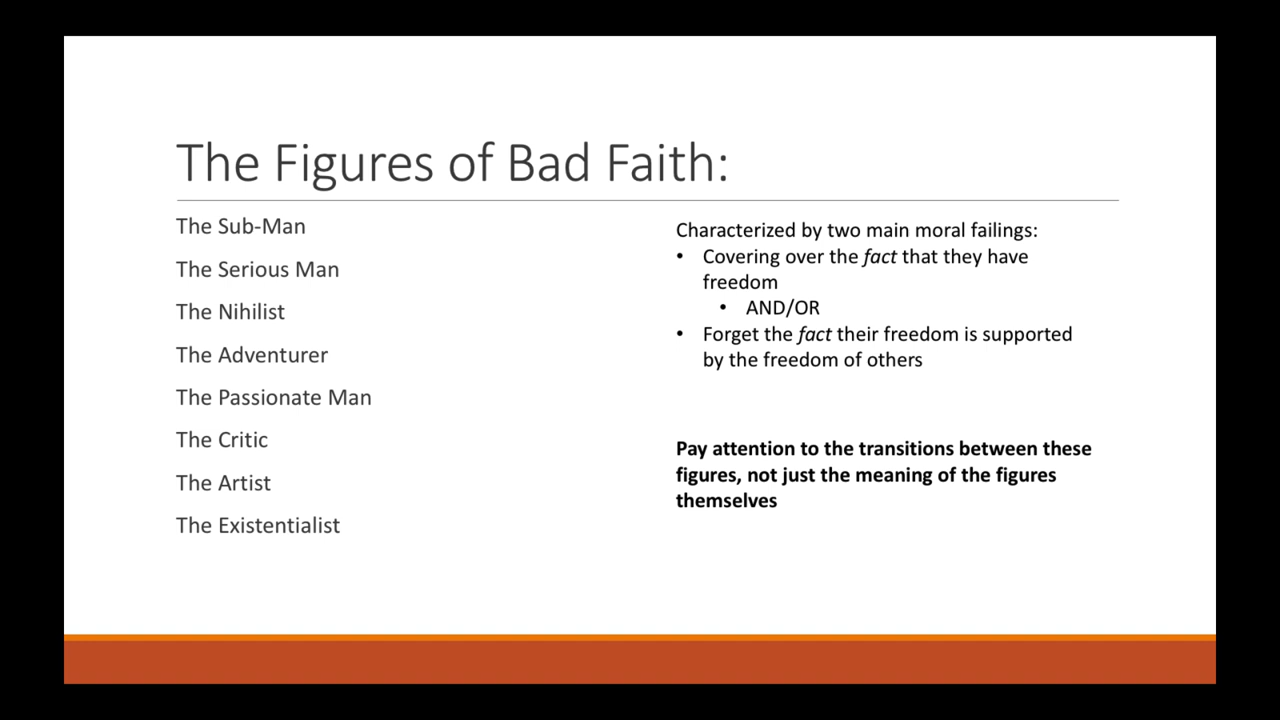 The Figures of Bad Faith:
The Sub-Man
The Serious Man
The Nihilist
The Adventurer
The Passionate Man
The Critic
The Artist
The Existentialist
Characterized by two main moral failings:
• Covering over the fact that they have
freedom
• AND/OR
• Forget the fact their freedom is supported
by the freedom of others
Pay attention to the transitions between these
figures, not just the meaning of the figures
themselves